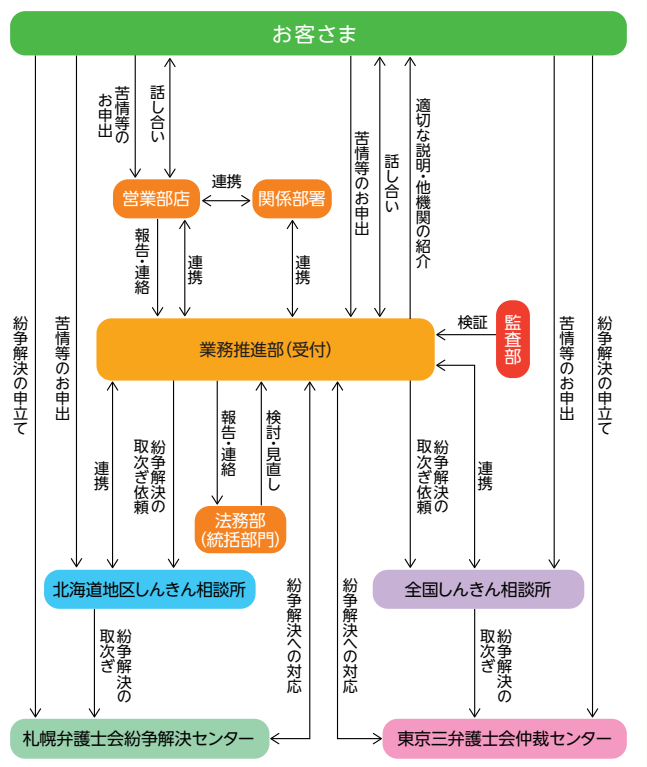 お客さま
苦情等の
お申出
話し合い
苦情等のお申出
話し合い
適切な説明・他機関の紹介
営業部店
連携
関係部署
報告・連絡
連携
連携
紛争解決の申立て
苦情等のお申出
業務推進部（受付）
検証
監査部
苦情等のお申出
紛争解決の申立て
連携
紛争解決の
取次ぎ依頼
報告・連絡
検討・見直し
紛争解決の
取次ぎ依頼
連携
法務部
（統括部門）
北海道地区しんきん相談所
全国しんきん相談所
紛争解決の
取次ぎ
紛争解決への対応
紛争解決への対応
紛争解決の
取次ぎ
札幌弁護士会紛争解決センター
東京三弁護士会仲裁センター